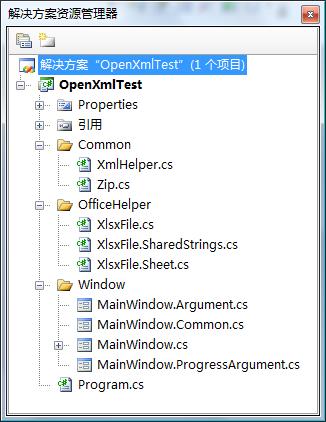 解决方案资源管理器
解决方案“OpenXmlTest”(1 个项目)
OpenXmlTest
Properties
引用
Common
XmlHelper.cs
Zip.cs
OfficeHelper
XlsxFile.cs
XlsxFile.SharedStrings.cs
XlsxFile.Sheet.cs
Window
MainWindow.Argument.cs
MainWindow.Common.cs
MainWindow.cs
MainWindow.ProgressArgument.cs
Program.cs